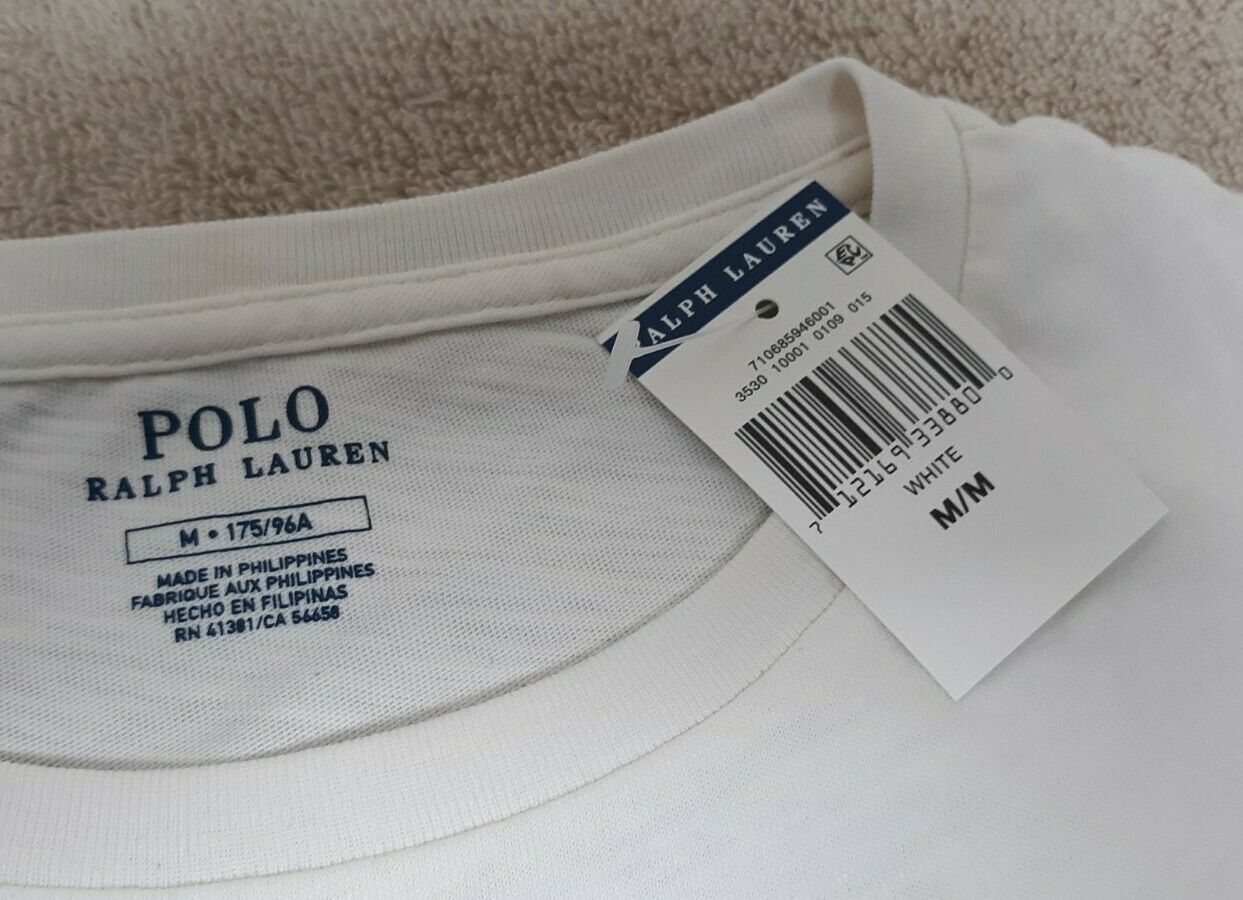 POLO
RALPH LAUREN
M • 175/96A
MADE IN PHILIPPINES
FABRIQUE AUX PHILIPPINES
HECHO EN FILIPINAS
RN 41381/CA 56658
RALPH LAUREN
EPC
710685946001
3530 10001 0109 015
7 12169 33880 0
WHITE
M/M